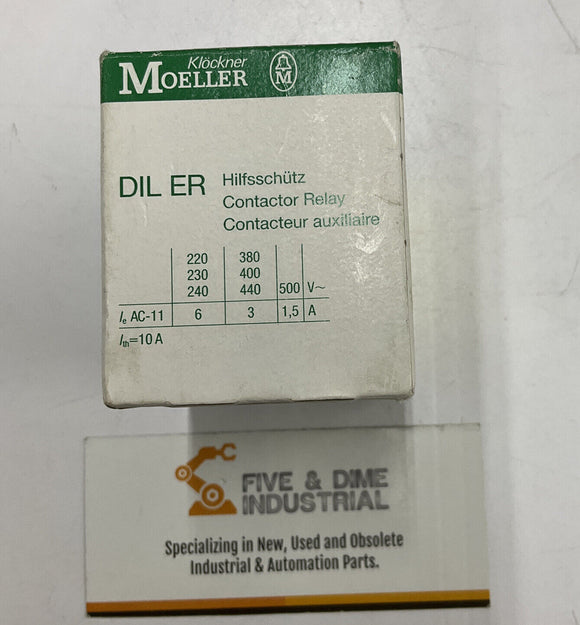 Klöckner
MOELLER M
DIL ER Hilfsschütz
Contactor Relay
Contacteur auxiliaire
220 380
230 400
240 440 500 V~
Ie AC-11 6 3 1,5 A
Ith=10 A
FIVE & DIME
INDUSTRIAL
Specializing in New, Used and Obsolete
Industrial & Automation Parts.